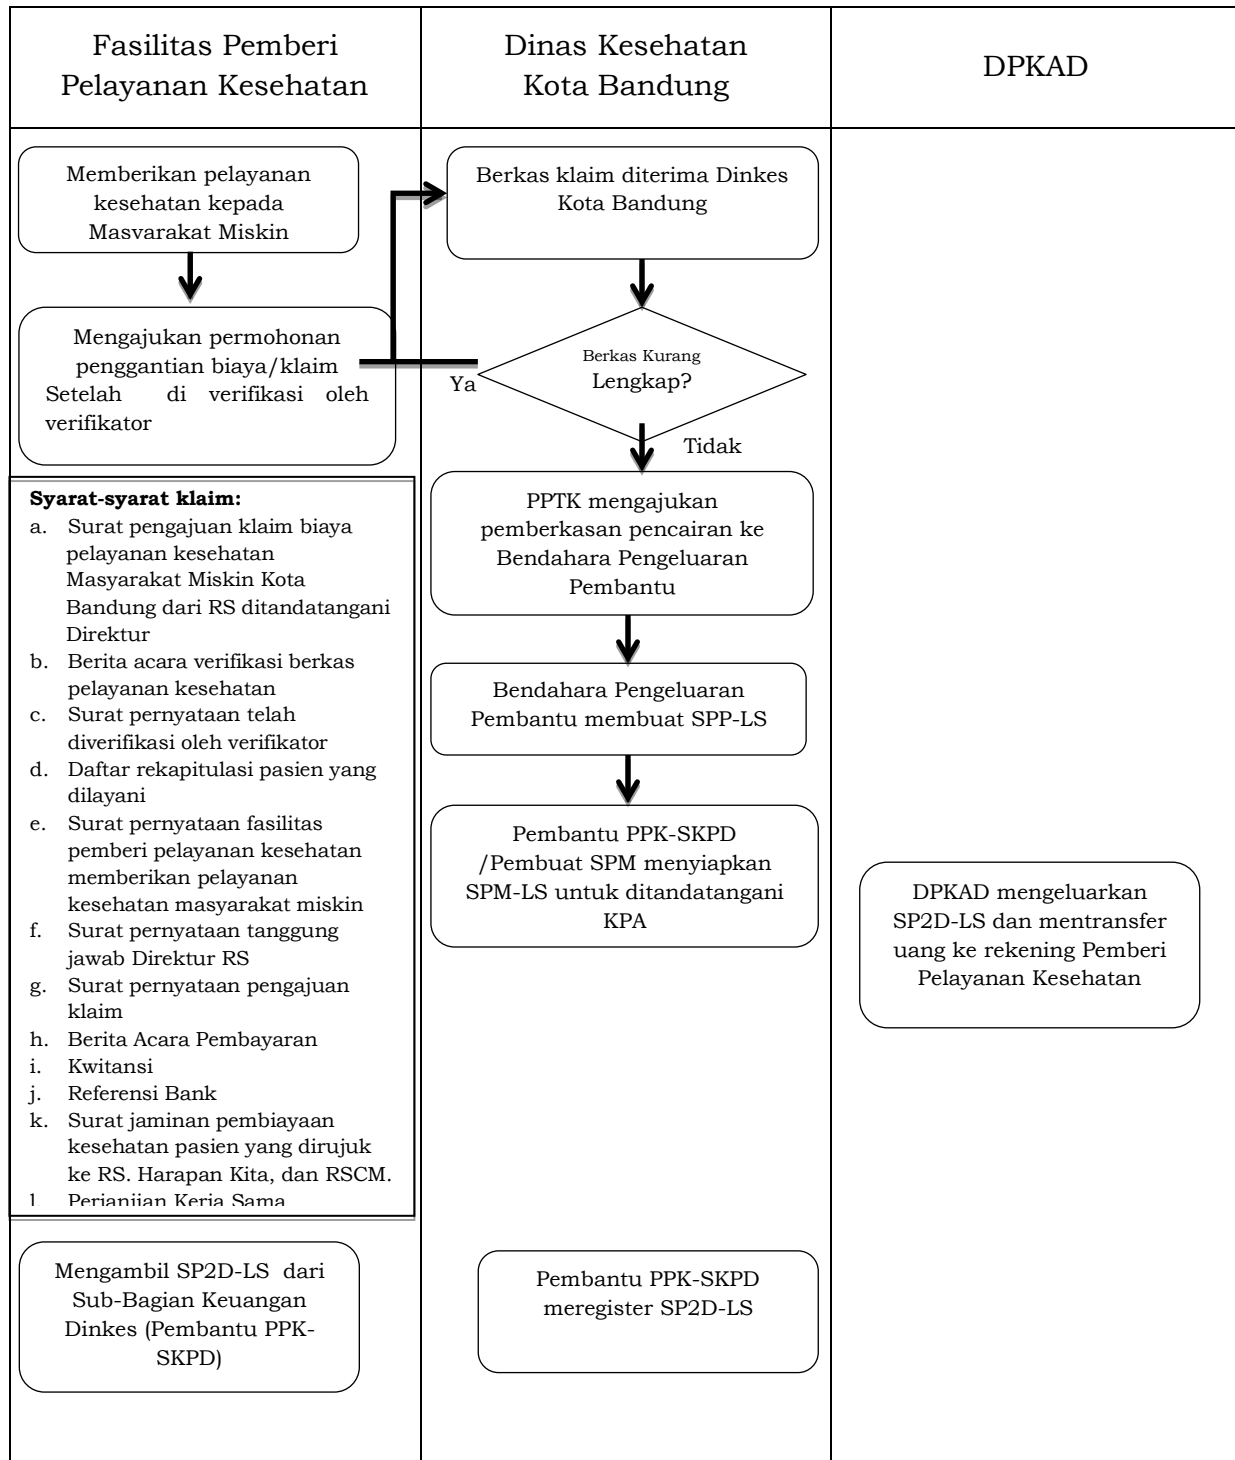 Fasilitas Pemberi
Pelayanan Kesehatan
Dinas Kesehatan
Kota Bandung
DPKAD
Memberikan pelayanan
kesehatan kepada
Masvarakat Miskin
Mengajukan permohonan
penggantian biaya/klaim
Setelah di verifikasi oleh
verifikator
Syarat-syarat klaim:
a. Surat pengajuan klaim biaya
pelayanan kesehatan
Masyarakat Miskin Kota
Bandung dari RS ditandatangani
Direktur
b. Berita acara verifikasi berkas
pelayanan kesehatan
c. Surat pernyataan telah
diverifikasi oleh verifikator
d. Daftar rekapitulasi pasien yang
dilayani
e. Surat pernyataan fasilitas
pemberi pelayanan kesehatan
memberikan pelayanan
kesehatan masyarakat miskin
f. Surat pernyataan tanggung
jawab Direktur RS
g. Surat pernyataan pengajuan
klaim
h. Berita Acara Pembayaran
i. Kwitansi
j. Referensi Bank
k. Surat jaminan pembiayaan
kesehatan pasien yang dirujuk
ke RS. Harapan Kita, dan RSCM.
l. Perjanjian Kerja Sama
Mengambil SP2D-LS dari
Sub-Bagian Keuangan
Dinkes (Pembantu PPK-
SKPD)
Berkas klaim diterima Dinkes
Kota Bandung
Berkas Kurang
Lengkap?
Ya
Tidak
PPTK mengajukan
pemberkasan pencairan ke
Bendahara Pengeluaran
Pembantu
Bendahara Pengeluaran
Pembantu membuat SPP-LS
Pembantu PPK-SKPD
/Pembuat SPM menyiapkan
SPM-LS untuk ditandatangani
KPA
Pembantu PPK-SKPD
meregister SP2D-LS
DPKAD mengeluarkan
SP2D-LS dan mentransfer
uang ke rekening Pemberi
Pelayanan Kesehatan